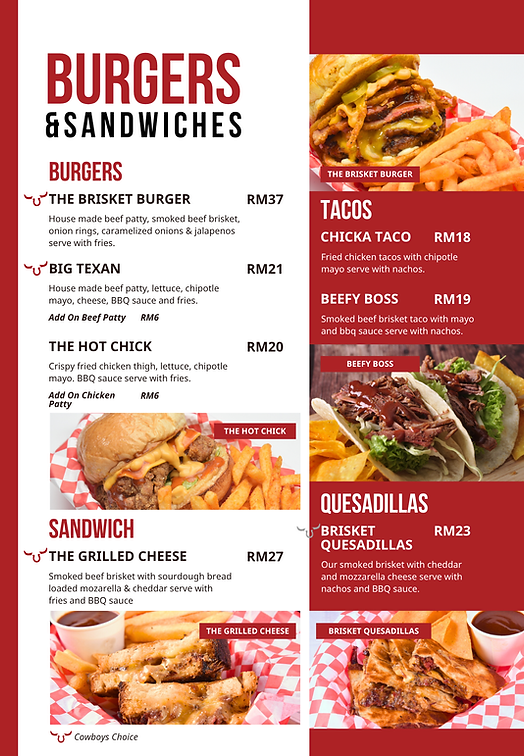 BURGERS
&SANDWICHES
BURGERS
THE BRISKET BURGER RM37
House made beef patty, smoked beef brisket,
onion rings, caramelized onions & jalapenos
serve with fries.
BIG TEXAN RM21
House made beef patty, lettuce, chipotle
mayo, cheese, BBQ sauce and fries.
Add On Beef Patty RM6
THE HOT CHICK RM20
Crispy fried chicken thigh, lettuce, chipotle
mayo. BBQ sauce serve with fries.
Add On Chicken RM6
Patty
THE HOT CHICK
SANDWICH
THE GRILLED CHEESE RM27
Smoked beef brisket with sourdough bread
loaded mozarella & cheddar serve with
fries and BBQ sauce
THE GRILLED CHEESE
Cowboys Choice
THE BRISKET BURGER
TACOS
CHICKA TACO RM18
Fried chicken tacos with chipotle
mayo serve with nachos.
BEEFY BOSS RM19
Smoked beef brisket taco with mayo
and bbq sauce serve with nachos.
BEEFY BOSS
QUESADILLAS
BRISKET RM23
QUESADILLAS
Our smoked brisket with cheddar
and mozzarella cheese serve with
nachos and BBQ sauce.
BRISKET QUESADILLAS